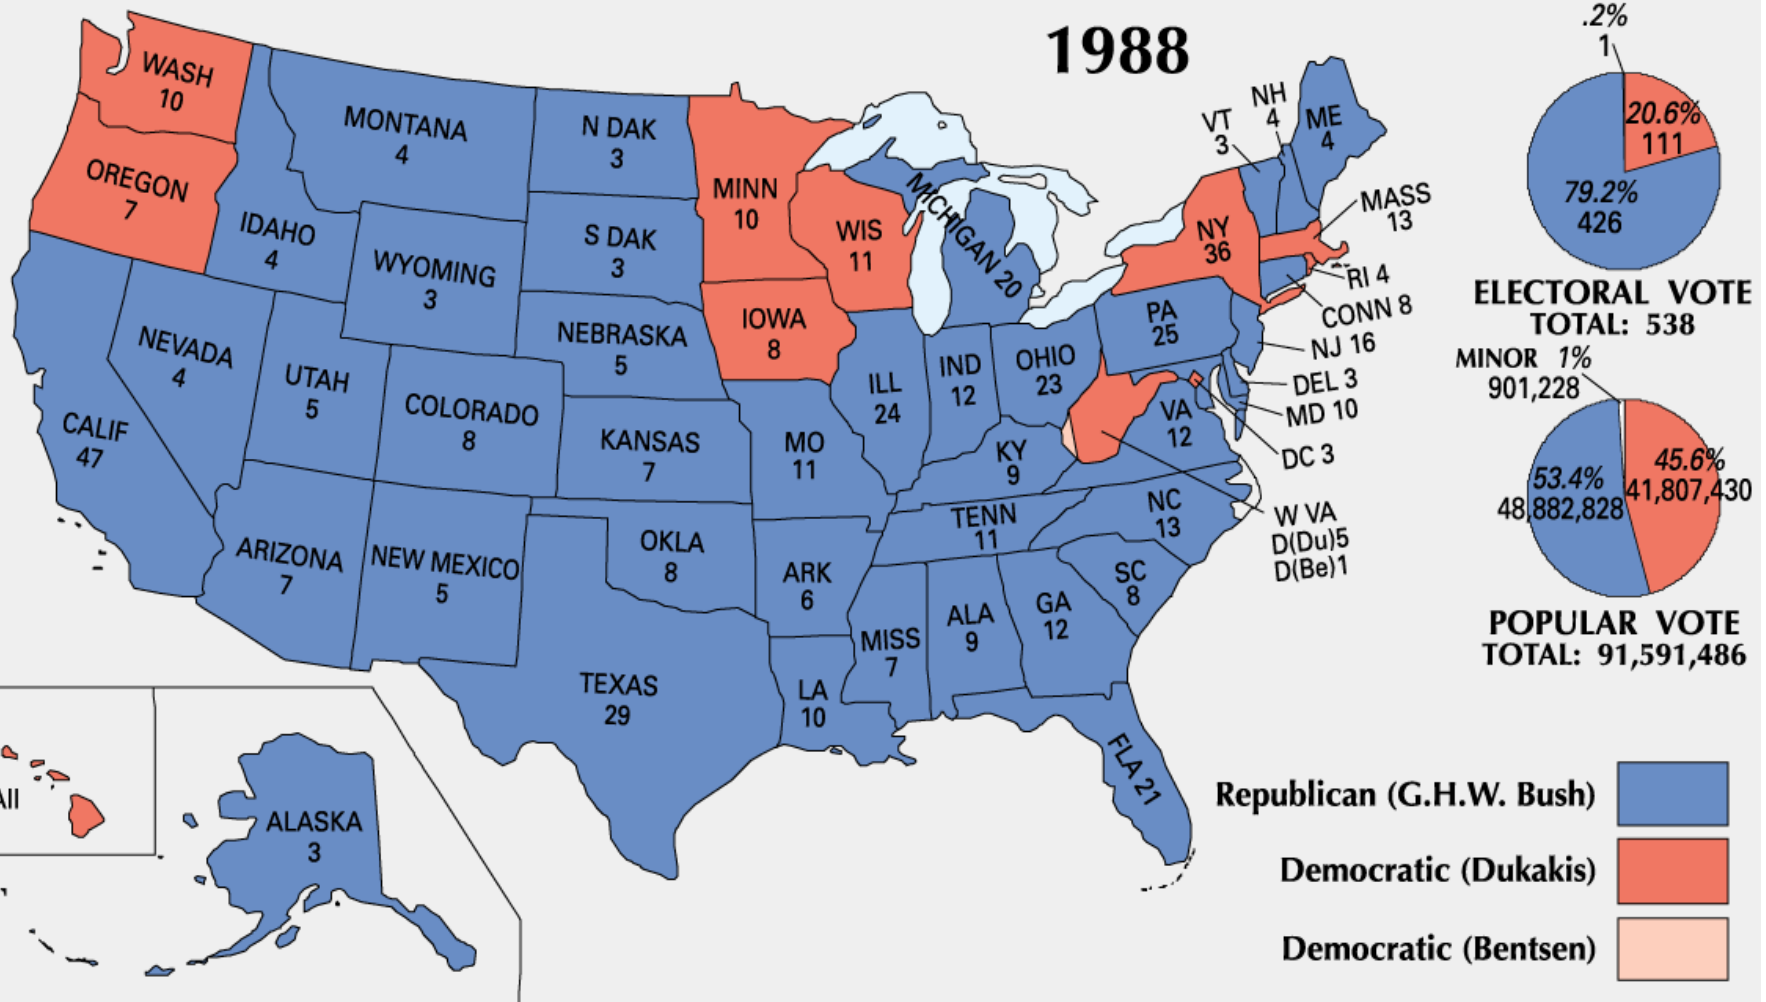 1988
WASH
10
OREGON
7
MONTANA
4
IDAHO
4
WYOMING
3
N DAK
3
S DAK
3
NEBRASKA
5
MINN
10
WIS
11
IOWA
8
MICHIGAN 20
NEVADA
4
UTAH
5
COLORADO
8
CALIF
47
KANSAS
7
MO
11
ILL
24
IND
12
OHIO
23
KY
9
PA
25
NY
36
VT
3
NH
4
ME
4
MASS
13
RI 4
CONN 8
NJ 16
DEL 3
MD 10
DC 3
VA
12
W VA
D(Du)5
D(Be)1
NC
13
TENN
11
SC
8
ARIZONA
7
NEW MEXICO
5
OKLA
8
ARK
6
TEXAS
29
LA
10
MISS
7
ALA
9
GA
12
FLA 21
ALASKA
3
AII
.2%
1
20.6%
111
79.2%
426
ELECTORAL VOTE
TOTAL: 538
MINOR 1%
901,228
45.6%
41,807,430
53.4%
48,882,828
POPULAR VOTE
TOTAL: 91,591,486
Republican (G.H.W. Bush)
Democratic (Dukakis)
Democratic (Bentsen)